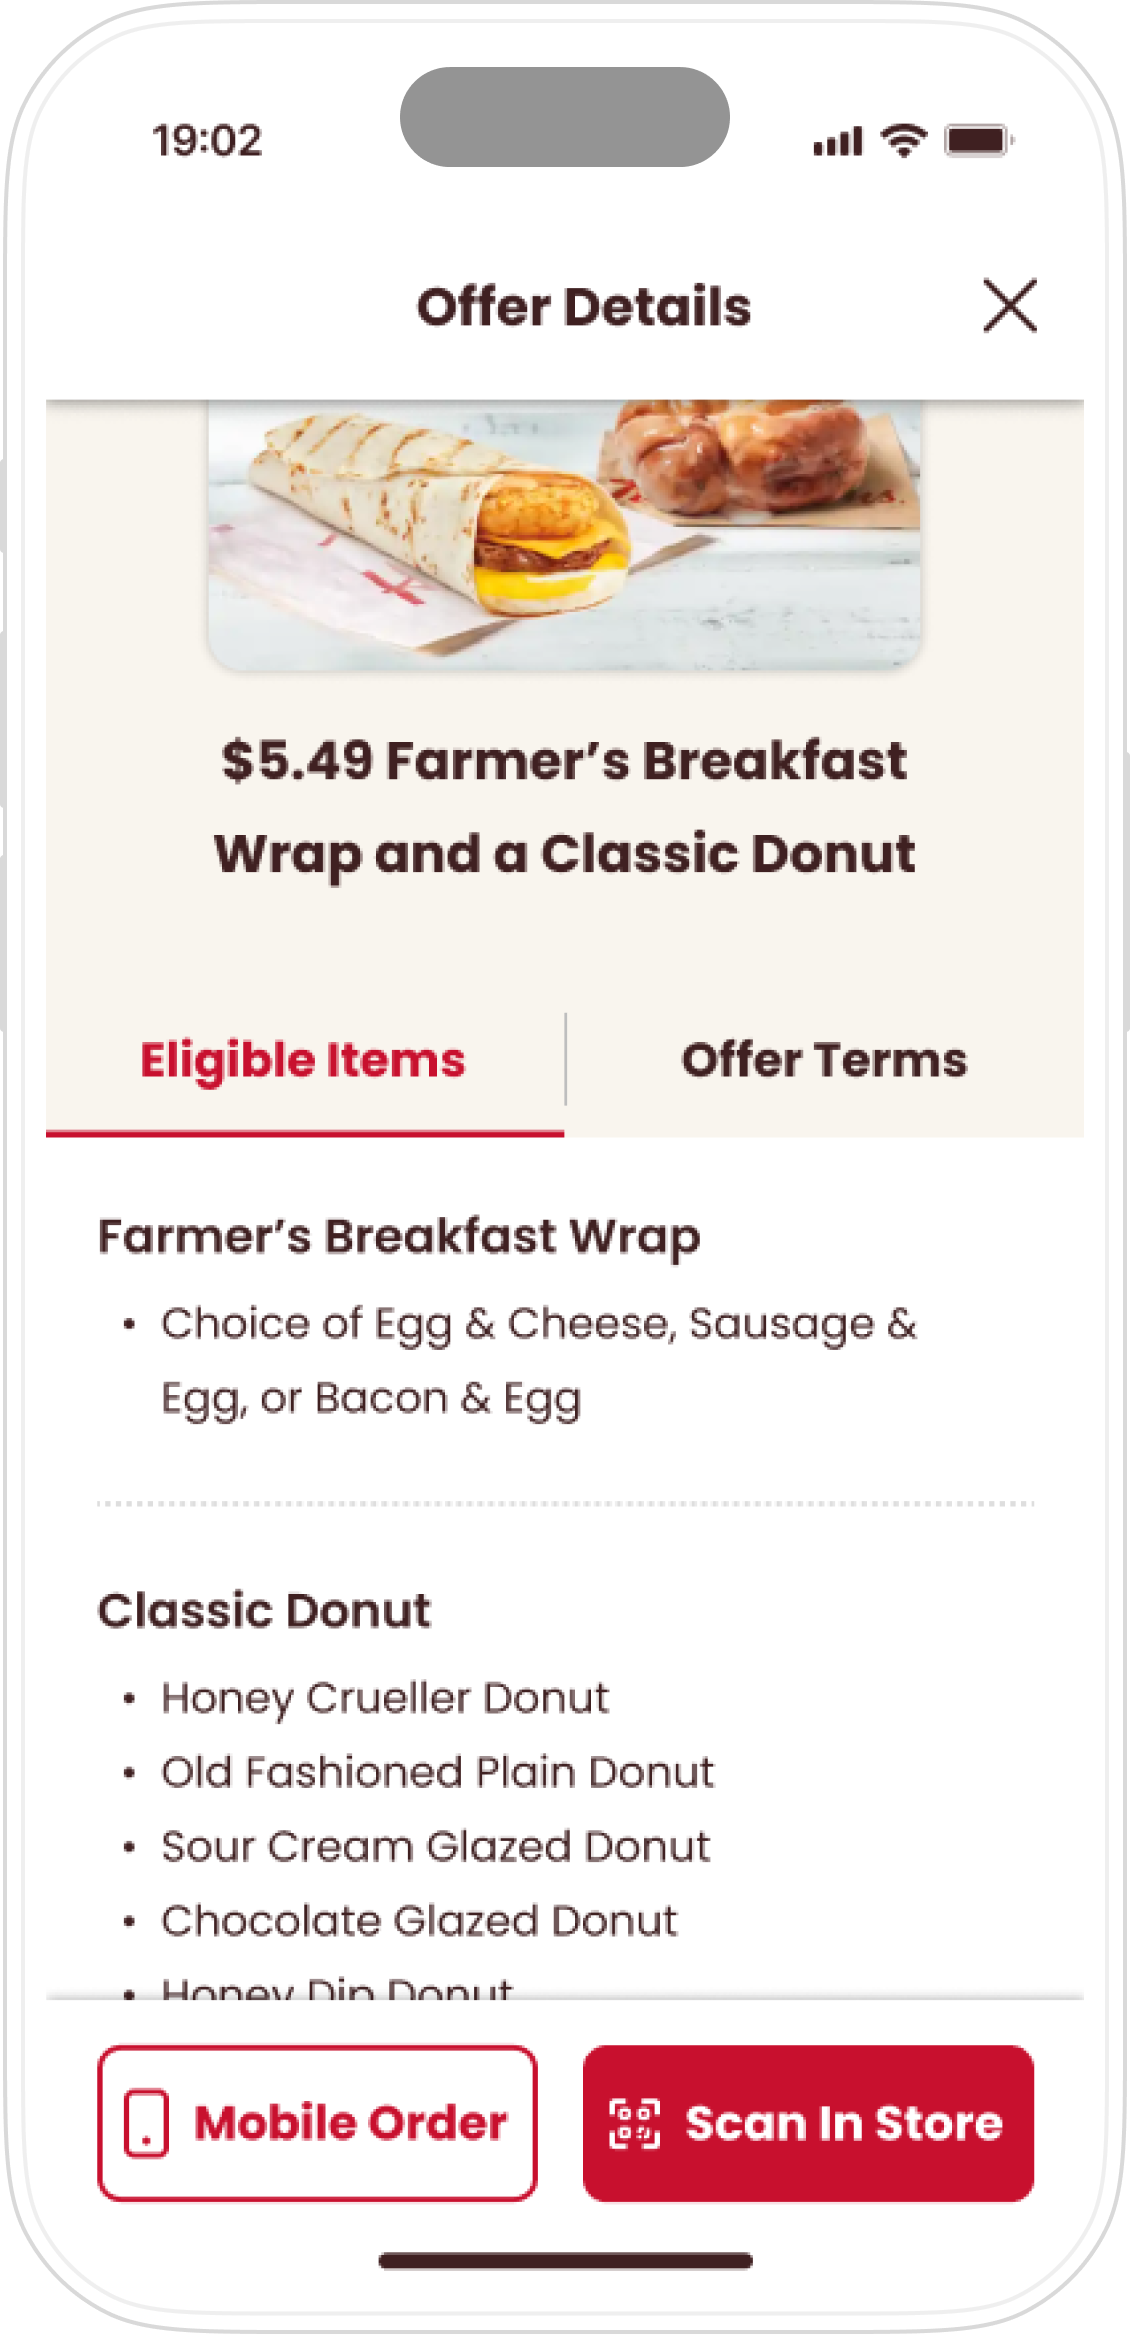 19:02
Offer Details
$5.49 Farmer’s Breakfast
Wrap and a Classic Donut
Eligible Items
Offer Terms
Farmer’s Breakfast Wrap
• Choice of Egg & Cheese, Sausage &
Egg, or Bacon & Egg
Classic Donut
• Honey Crueller Donut
• Old Fashioned Plain Donut
• Sour Cream Glazed Donut
• Chocolate Glazed Donut
• Honey Dip Donut
Mobile Order
Scan In Store